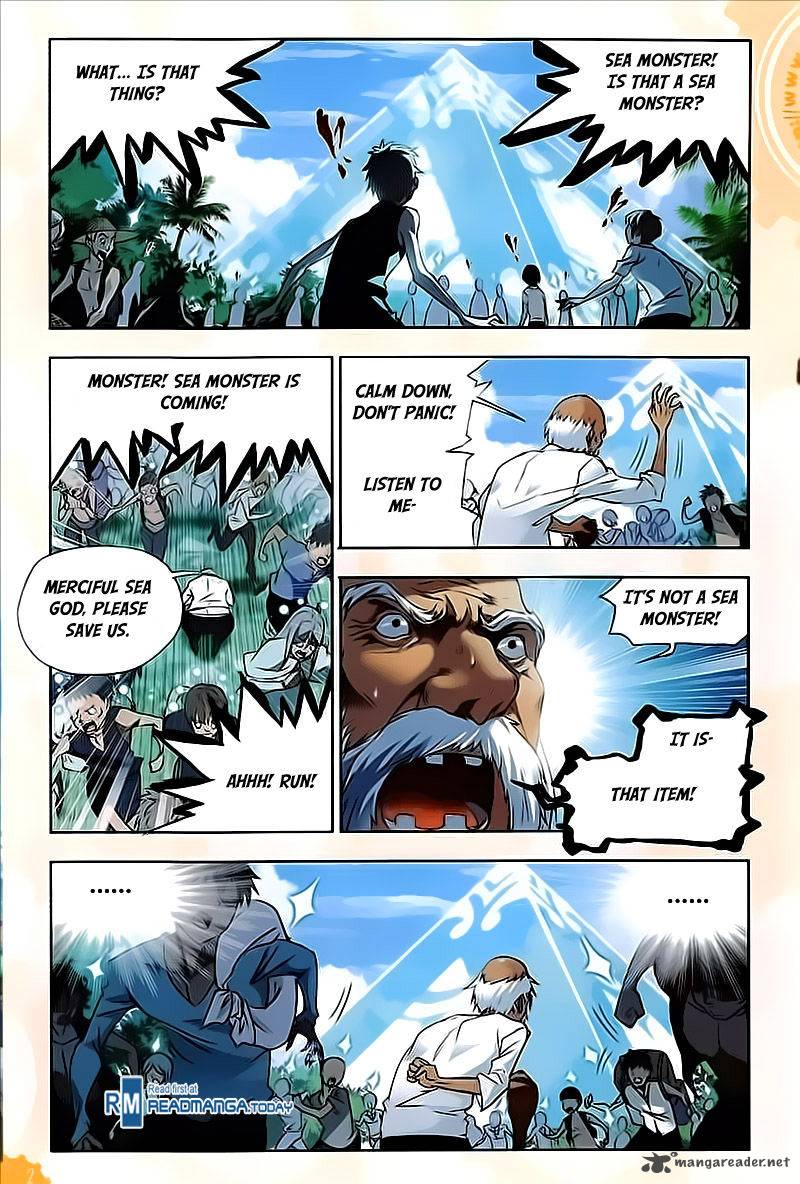 WHAT... IS THAT
THING?
SEA MONSTER!
IS THAT A SEA
MONSTER?
MONSTER! SEA MONSTER IS
COMING!
MERCIFUL SEA
GOD, PLEASE
SAVE US.
AHHH! RUN!
CALM DOWN,
DON'T PANIC!
LISTEN TO
ME-
IT'S NOT A SEA
MONSTER!
IT IS-
THAT ITEM!
......
......
RM
Read first at
READMANGA.TODAY
2
mangareader.net